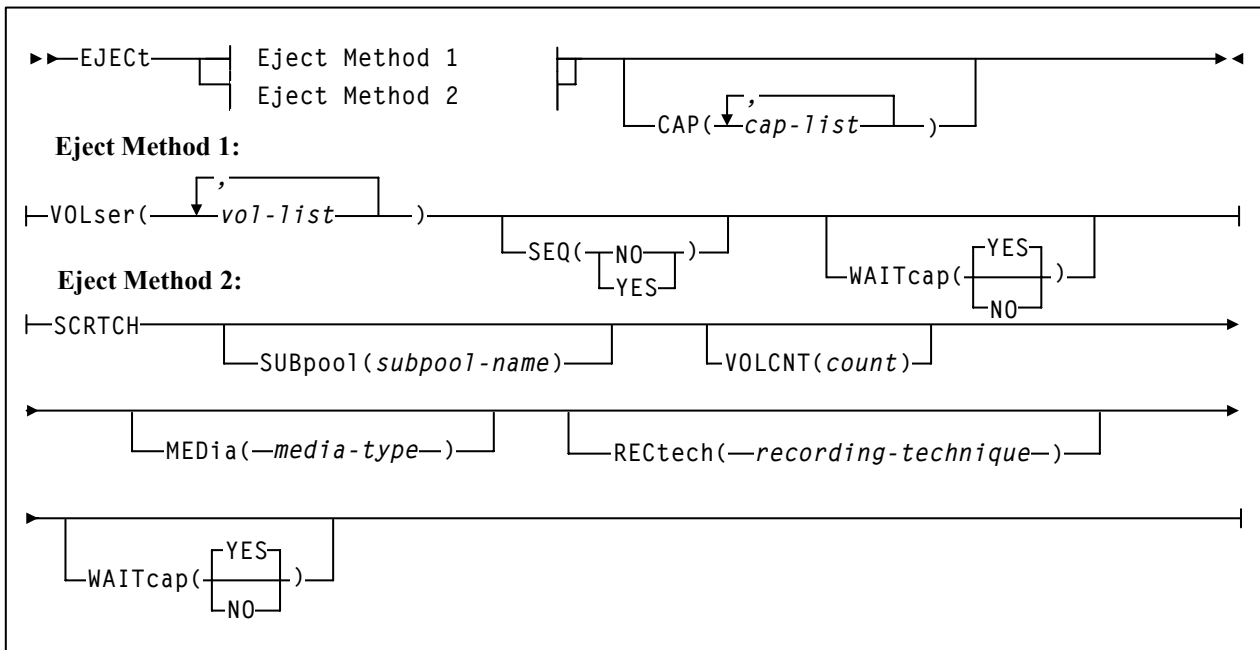 EJECt Eject Method 1
Eject Method 2
,
CAP( cap-list )
Eject Method 1:
,
VOLser( vol-list )
SEQ( NO )
YES
YES
WAITcap( )
NO
Eject Method 2:
SCRTCH
SUBpool(subpool-name) VOLCNT(count)
MEDia( media-type ) RECtech( recording-technique )
YES
WAITcap( )
NO